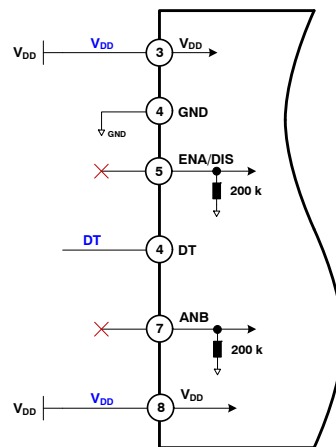 VDD VDD 3 VDD
4 GND
GND
5 ENA/DIS
200 k
DT 4 DT
7 ANB
200 k
VDD VDD 8 VDD